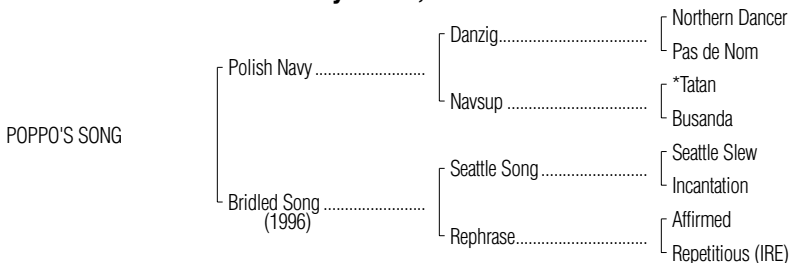 Northern Dancer
Danzig
Pas de Nom
Polish Navy
*Tatan
Navsup
Busanda
POPPO'S SONG
Seattle Slew
Seattle Song
Incantation
Bridled Song
(1996)
Affirmed
Rephrase
Repetitious (IRE)